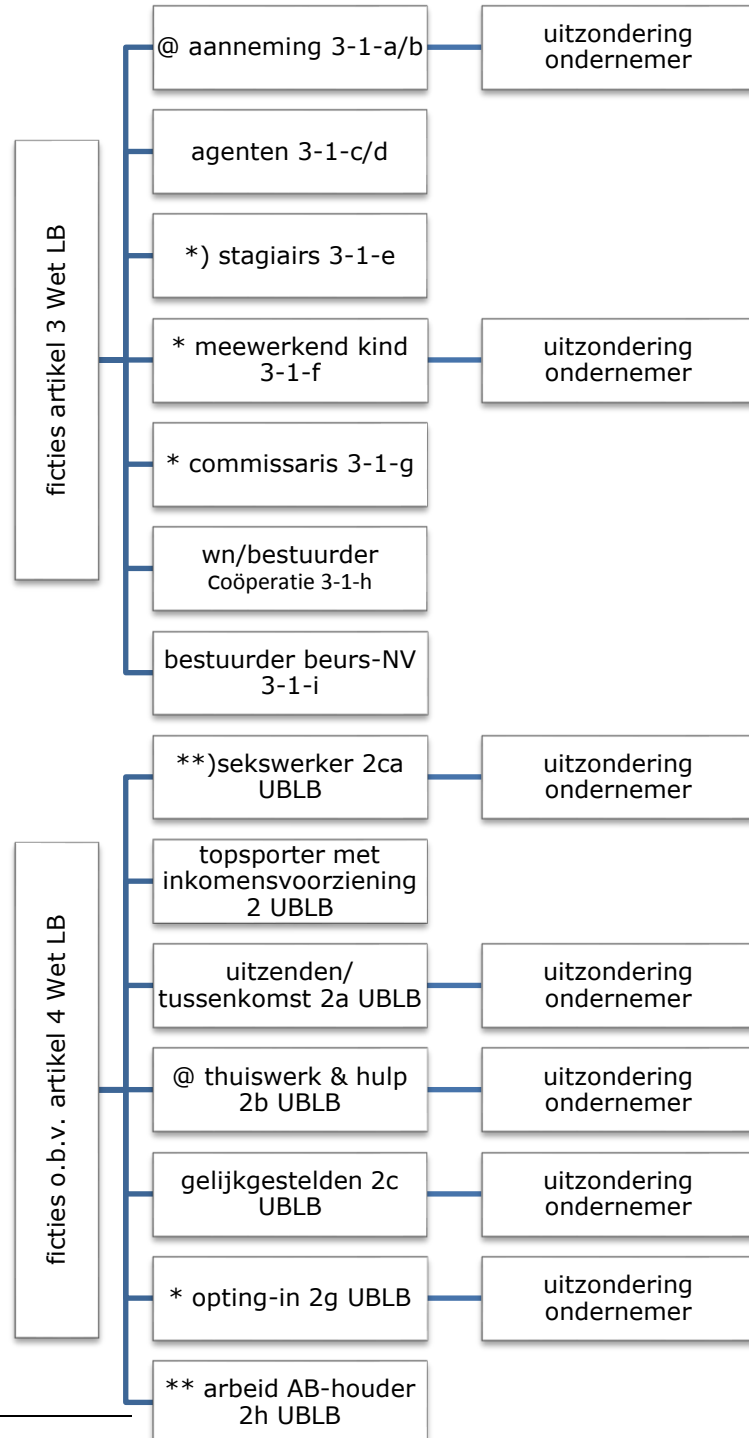 ficties artikel 3 Wet LB
@ aanneming 3-1-a/b
uitzondering
ondernemer
agenten 3-1-c/d
*) stagiairs 3-1-e
* meewerkend kind
3-1-f
uitzondering
ondernemer
* commissaris 3-1-g
wn/bestuurder
coöperatie 3-1-h
bestuurder beurs-NV
3-1-i
ficties o.b.v. artikel 4 Wet LB
**)sekswerker 2ca
UBLB
uitzondering
ondernemer
topsporter met
inkomensvoorziening
2 UBLB
uitzenden/
tussenkomst 2a UBLB
uitzondering
ondernemer
@ thuiswerk & hulp
2b UBLB
uitzondering
ondernemer
gelijkgestelden 2c
UBLB
uitzondering
ondernemer
* opting-in 2g UBLB
uitzondering
ondernemer
** arbeid AB-houder
2h UBLB